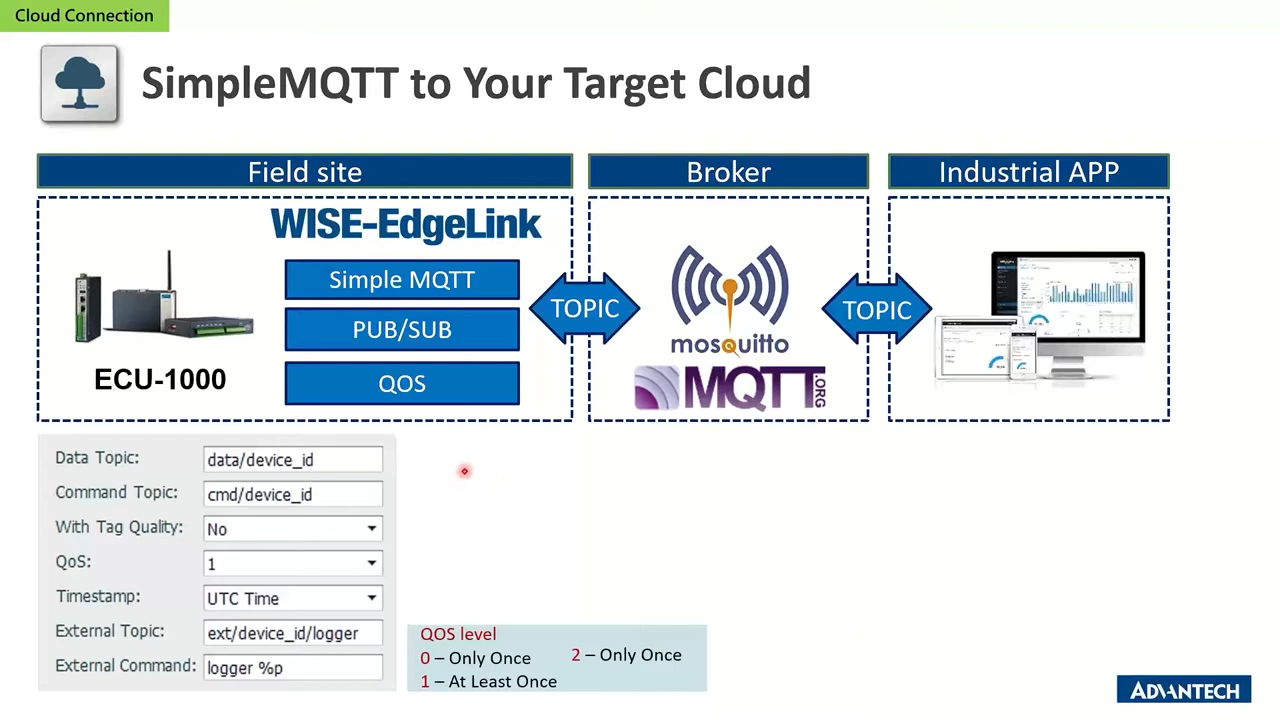 Cloud Connection
SimpleMQTT to Your Target Cloud
Field site
Broker
Industrial APP
WISE-EdgeLink
Simple MQTT
PUB/SUB
QOS
ECU-1000
TOPIC
mosquitto
MQTT.ORG
TOPIC
Data Topic: data/device_id
Command Topic: cmd/device_id
With Tag Quality: No
QoS: 1
Timestamp: UTC Time
External Topic: ext/device_id/logger
External Command: logger %p
QOS level
0 – Only Once 2 – Only Once
1 – At Least Once
ADVANTECH